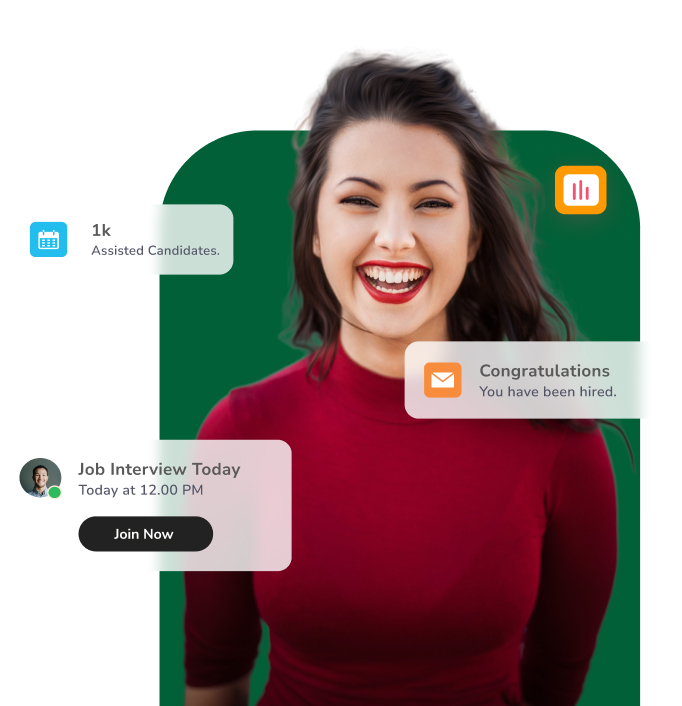 1k
Assisted Candidates.
Congratulations
You have been hired.
Job Interview Today
Today at 12.00 PM
Join Now